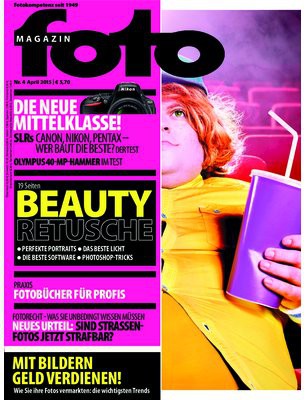 Fotokompetenz seit 1949
MAGAZIN
foto
Nr. 4 April 2015 | € 5,70
Nikon
DIE NEUE
MITTELKLASSE!
SLRs CANON, NIKON, PENTAX –
WER BAUT DIE BESTE? DER TEST
OLYMPUS 40-MP-HAMMER IM TEST
19 Seiten
BEAUTY
RETUSCHE
• PERFEKTE PORTRAITS • DAS BESTE LICHT
• DIE BESTE SOFTWARE • PHOTOSHOP-TRICKS
PRAXIS
FOTOBÜCHER FÜR PROFIS
FOTORECHT – WAS SIE UNBEDINGT WISSEN MÜSSEN
NEUES URTEIL: SIND STRASSEN-
FOTOS JETZT STRAFBAR?
MIT BILDERN
GELD VERDIENEN!
Wie Sie ihre Fotos vermarkten: die wichtigsten Trends